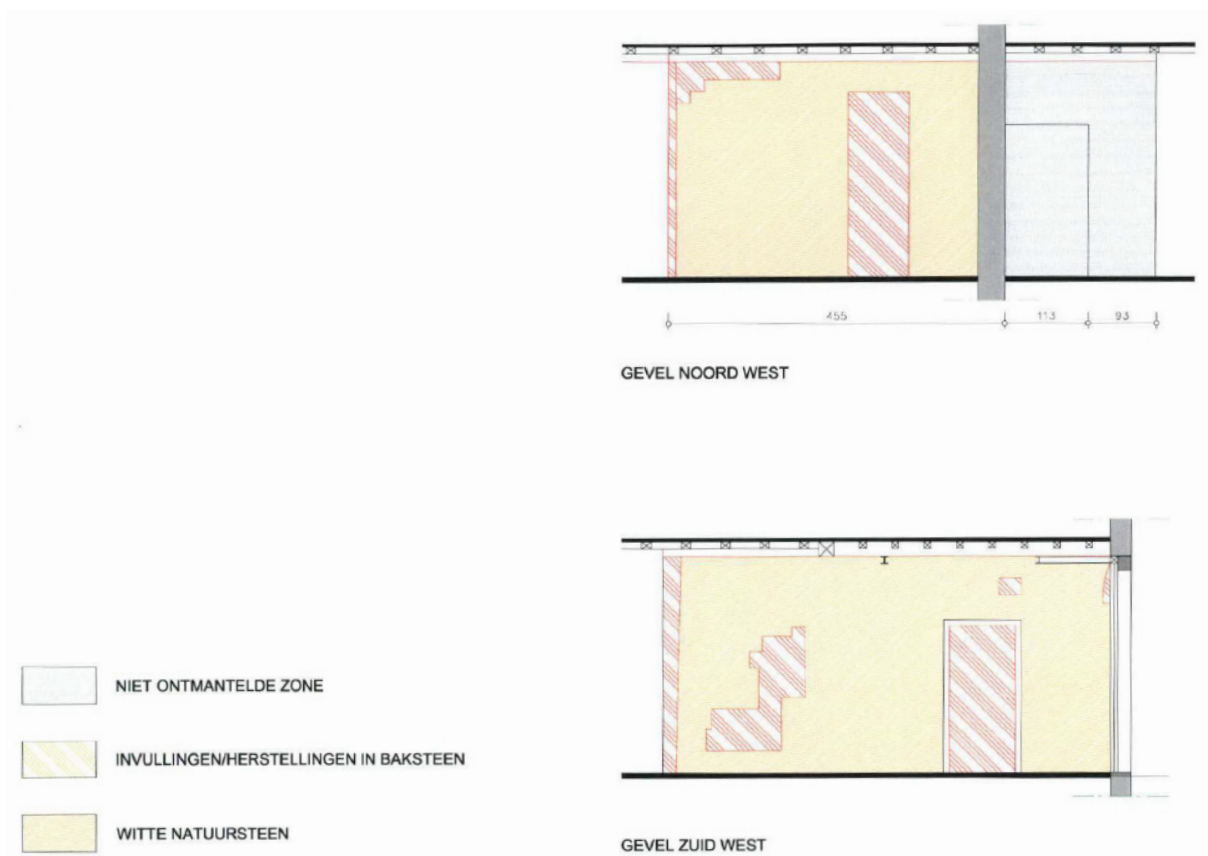 455 113 93
GEVEL NOORD WEST
NIET ONTMANTELDE ZONE
INVULLINGEN/HERSTELLINGEN IN BAKSTEEN
WITTE NATUURSTEEN
GEVEL ZUID WEST